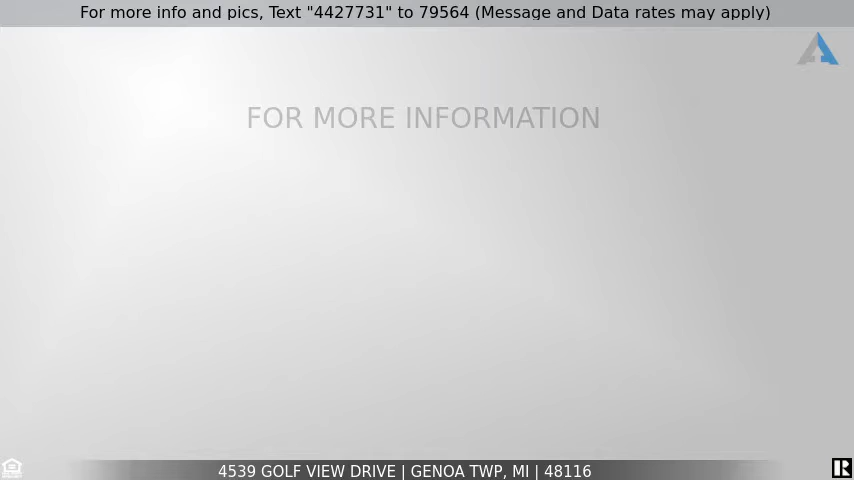 For more info and pics, Text "4427731" to 79564 (Message and Data rates may apply)
FOR MORE INFORMATION
4539 GOLF VIEW DRIVE | GENOA TWP, MI | 48116